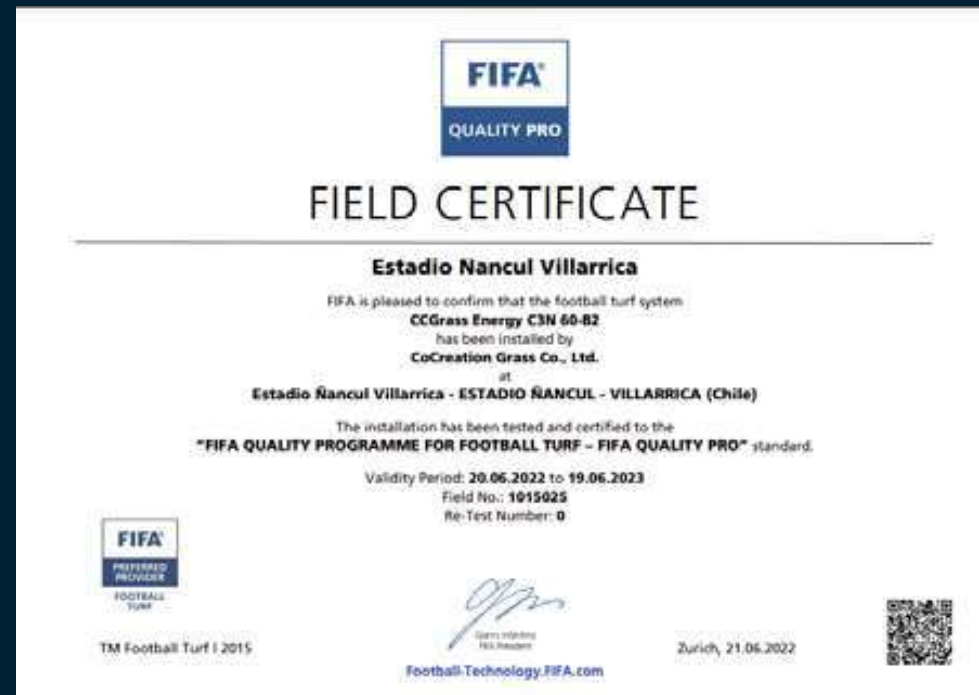 FIFA®
QUALITY PRO
FIELD CERTIFICATE
Estadio Nancul Villarrica
FIFA is pleased to confirm that the football turf system
CCGrass Energy C3N 60-B2
has been installed by
CoCreation Grass Co., Ltd.
at
Estadio Ñancul Villarrica - ESTADIO ÑANCUL - VILLARRICA (Chile)
The installation has been tested and certified to the
"FIFA QUALITY PROGRAMME FOR FOOTBALL TURF – FIFA QUALITY PRO" standard.
Validity Period: 20.06.2022 to 19.06.2023
Field No.: 1015025
Re-Test Number: 0
FIFA®
PREFERRED
PROVIDER
FOOTBALL
TURF
Gianni Infantino
FIFA President
TM Football Turf I 2015
Zurich, 21.06.2022
Football-Technology.FIFA.com